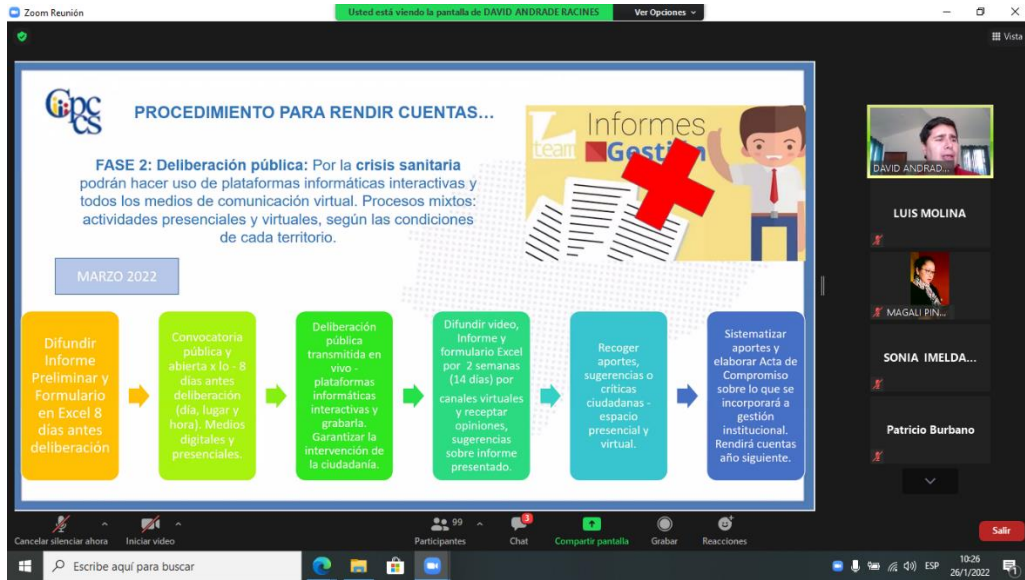 Zoom Reunión
Usted está viendo la pantalla de DAVID ANDRADE RACINES
Ver Opciones
Vista
Cipc
CS
PROCEDIMIENTO PARA RENDIR CUENTAS...
FASE 2: Deliberación pública: Por la crisis sanitaria
podrán hacer uso de plataformas informáticas interactivas y
todos los medios de comunicación virtual. Procesos mixtos:
actividades presenciales y virtuales, según las condiciones
de cada territorio.
MARZO 2022
team
Informes
Gestión
Difundir
Informe
Preliminar y
Formulario
en Excel 8
días antes
deliberación
Convocatoria
pública y
abierta x lo - 8
días antes
deliberación
(día, lugar y
hora). Medios
digitales y
presenciales.
Deliberación
pública
transmitida en
vivo -
plataformas
informáticas
interactivas y
grabarla.
Garantizar la
intervención de
la ciudadanía.
Difundir video,
Informe y
formulario Excel
por 2 semanas
(14 días) por
canales virtuales
y receptar
opiniones,
sugerencias
sobre informe
presentado.
Recoger
aportes,
sugerencias o
críticas
ciudadanas -
espacio
presencial y
virtual.
Sistematizar
aportes y
elaborar Acta de
Compromiso
sobre lo que se
incorporará a
gestión
institucional.
Rendirá cuentas
año siguiente.
DAVID ANDRAD...
LUIS MOLINA
MAGALI PIN...
SONIA IMELDA...
Patricio Burbano
Cancelar silenciar ahora
Iniciar video
99
Participantes
3
Chat
Compartir pantalla
Grabar
Reacciones
Salir
Escribe aquí para buscar
ESP
10:26
26/1/2022
1